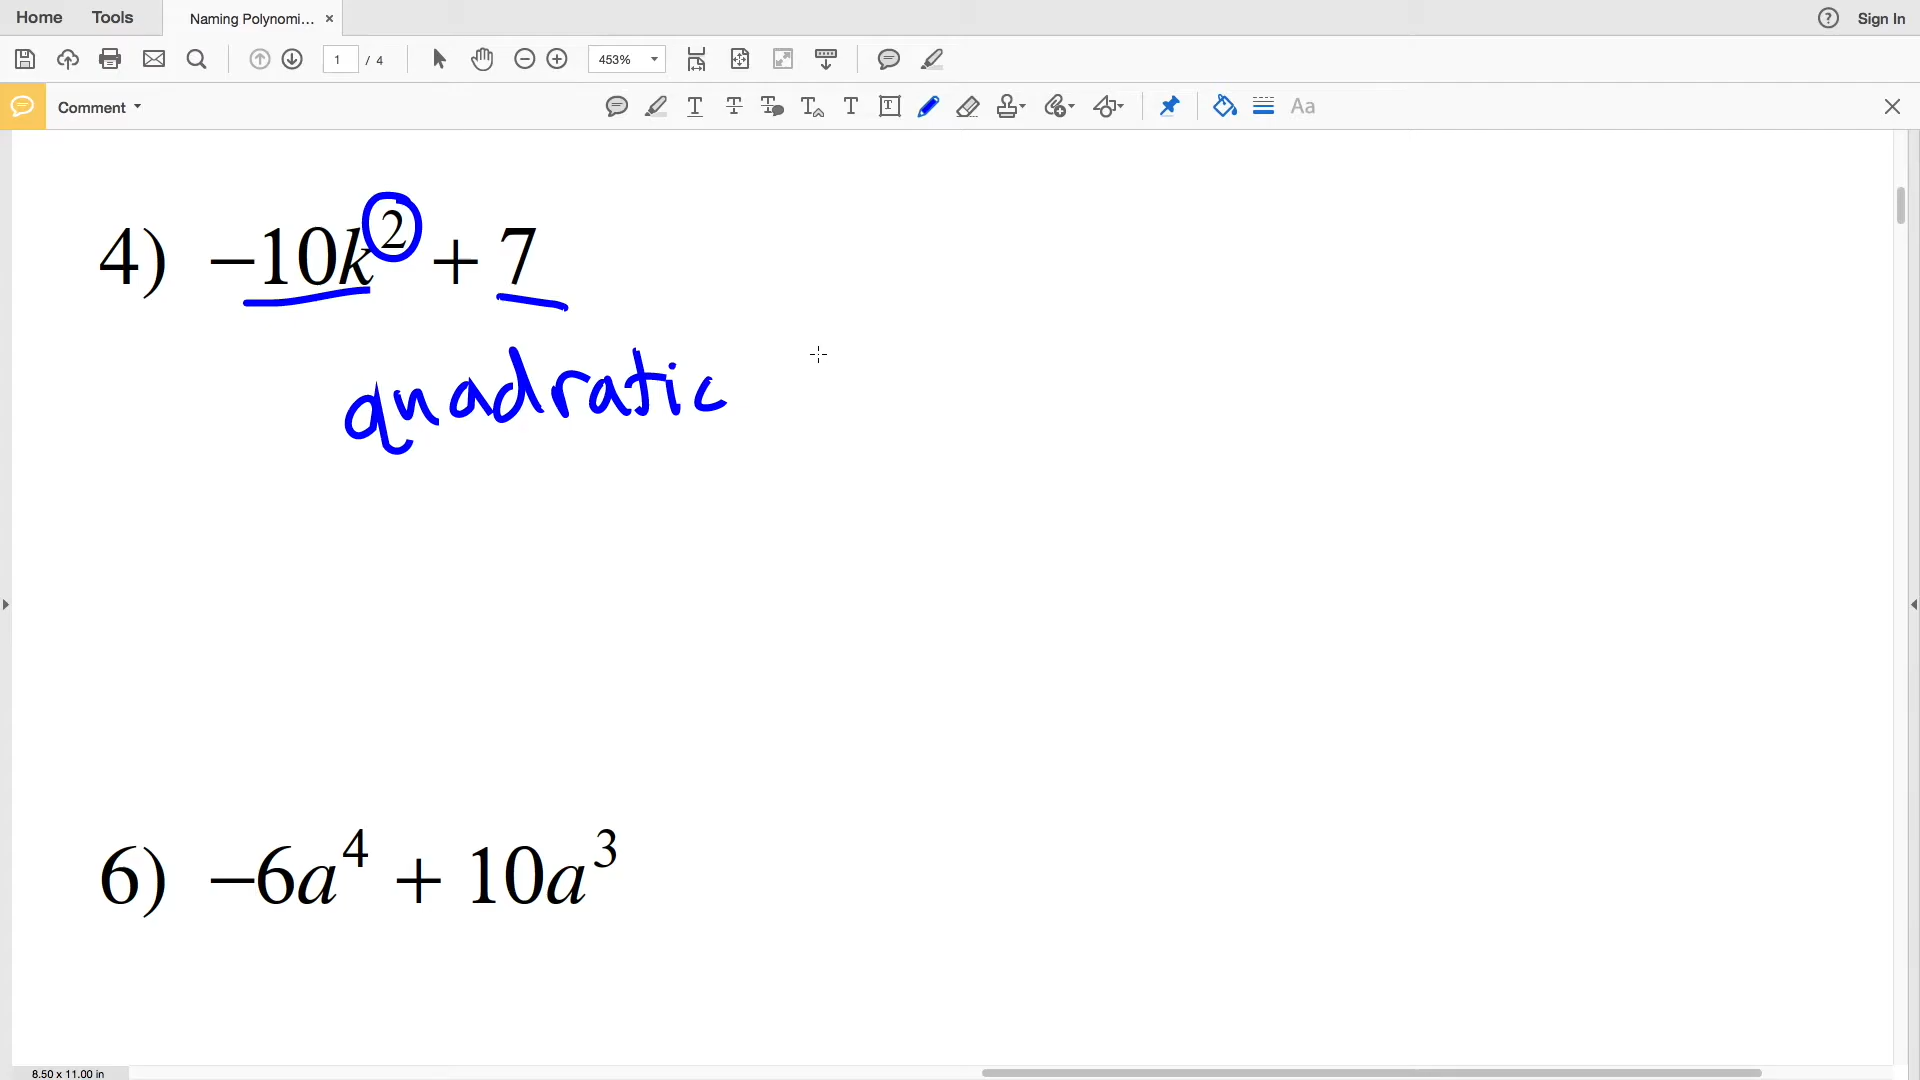 Home Tools Naming Polynomi... × ? Sign In
1 / 4 453%
Comment T T T T T T Aa
4) −10k² + 7
quadratic
6) −6a⁴ + 10a³
8.50 x 11.00 in